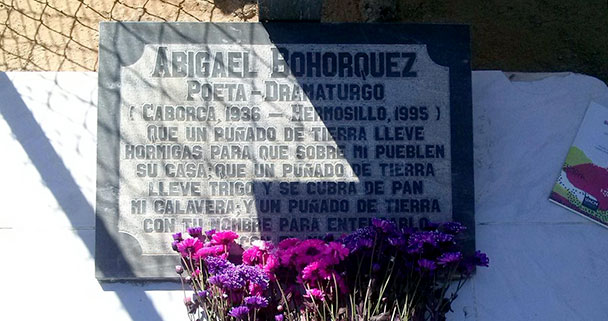 ABIGAEL BOHORQUEZ
POETA-DRAMATURGO
( CABORCA, 1936 – HERMOSILLO, 1995 )
QUE UN PUÑADO DE TIERRA LLEVE
HORMIGAS PARA QUE SOBRE MI PUEBLEN
SU CASA; QUE UN PUÑADO DE TIERRA
LLEVE TRIGO Y SE CUBRA DE PAN
MI CALAVERA; Y UN PUÑADO DE TIERRA
CON TU NOMBRE PARA ENTERRARLO